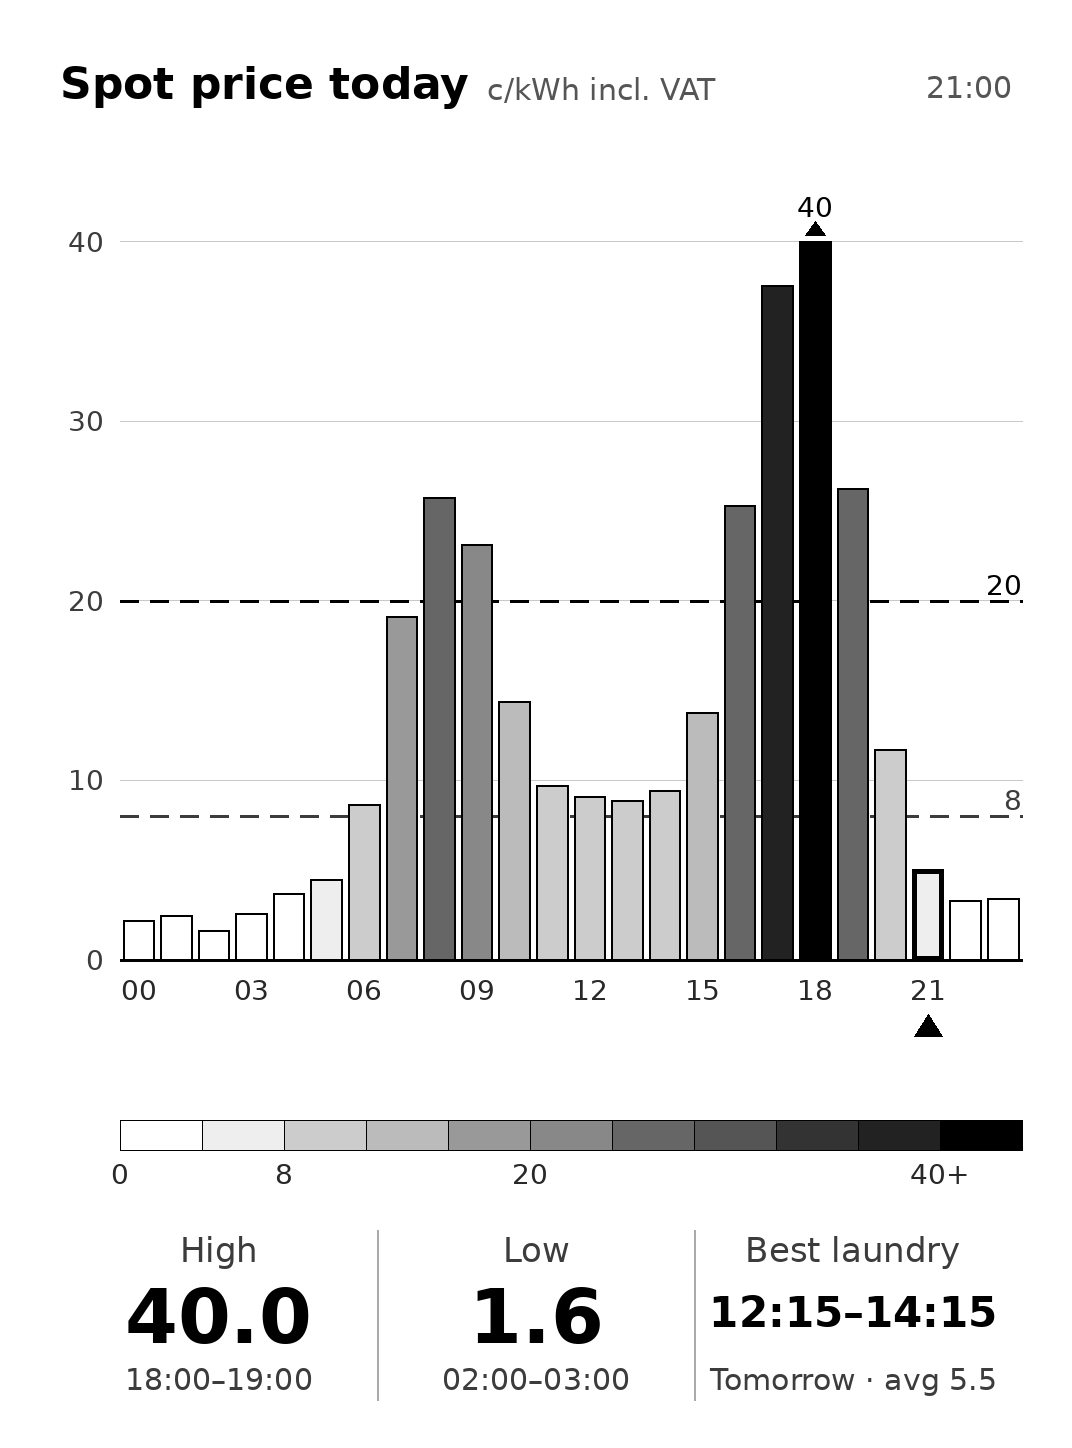 Spot price today c/kWh incl. VAT 21:00
40
40
30
20
20
10
8
0
00 03 06 09 12 15 18 21
0 8 20 40+
High Low Best laundry
40.0 1.6 12:15–14:15
18:00–19:00 02:00–03:00 Tomorrow · avg 5.5